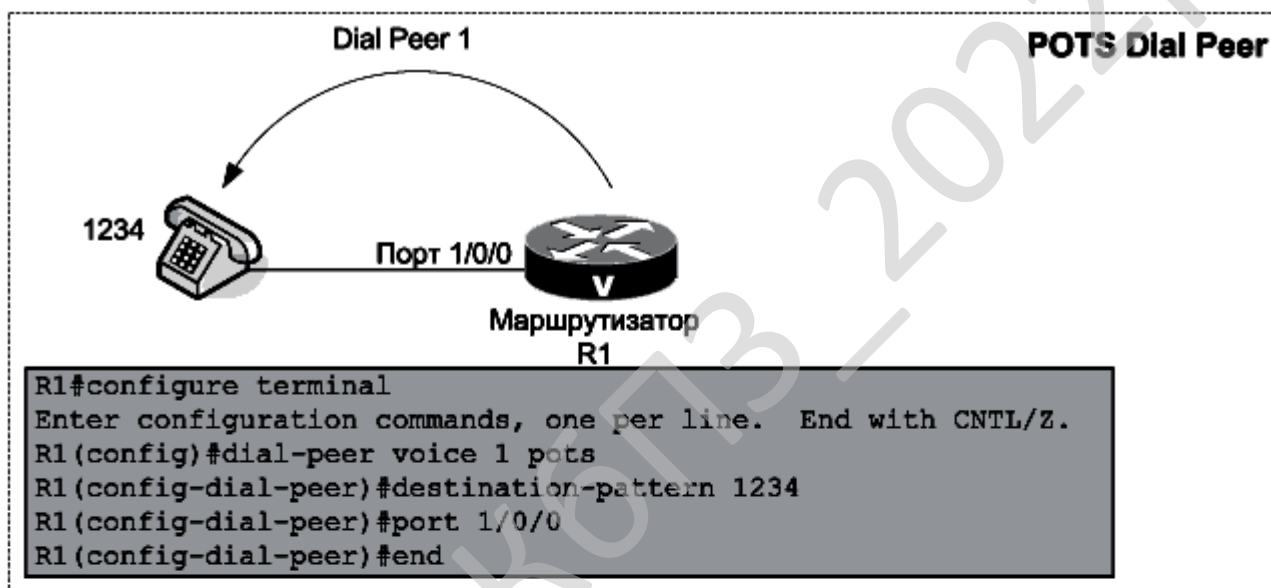 Dial Peer 1
POTS Dial Peer
1234
Порт 1/0/0
V
Маршрутизатор
R1
R1#configure terminal
Enter configuration commands, one per line.  End with CNTL/Z.
R1(config)#dial-peer voice 1 pots
R1(config-dial-peer)#destination-pattern 1234
R1(config-dial-peer)#port 1/0/0
R1(config-dial-peer)#end